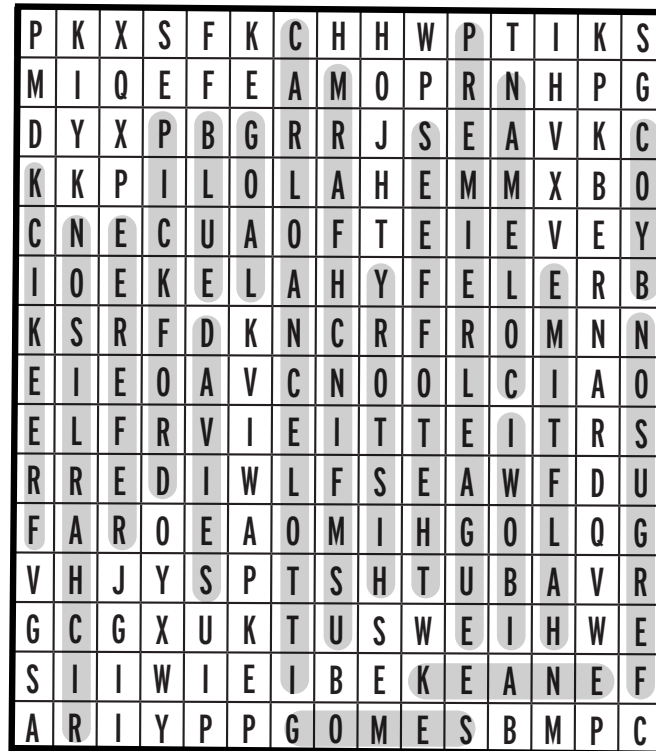 P K X S F K C H H W P T I K S
M I Q E F E A M O P R N H P G
D Y X P B G R R J S E A V K C
K K P I L O L A H E M M X B O
C N E C U A O F T E I E V E Y
I O E K E L A H Y F E L E R B
K S R F D K N C R F R O M N N
E I E O A V C N O O L C I A O
E L F R V I E I T T E I T R S
R R E D I W L F S E A W F D U
F A R O E A O M I H G O L Q G
V H J Y S P T S H T U B A V R
G C G X U K T U S W E I H W E
S I I W I E I B E K E A N E F
A R I Y P P G O M E S B M P C